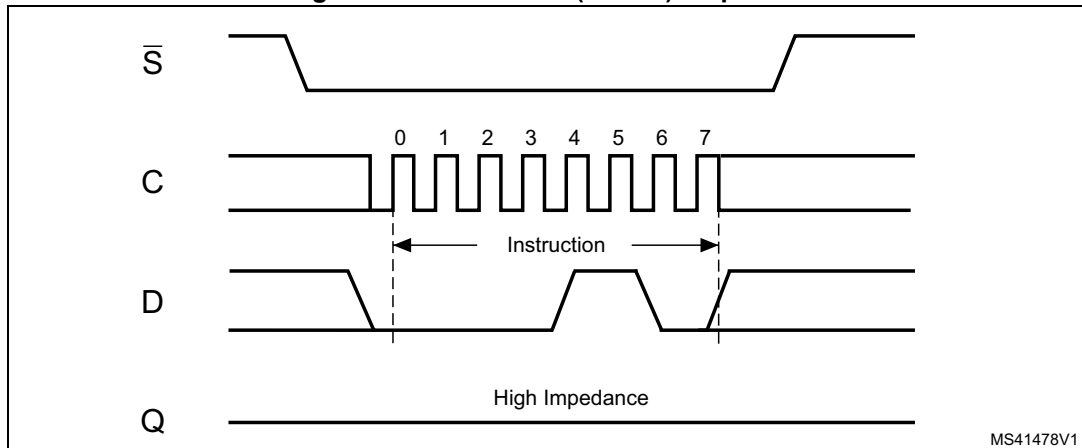 S̅
0 1 2 3 4 5 6 7
C
Instruction
D
High Impedance
Q
MS41478V1